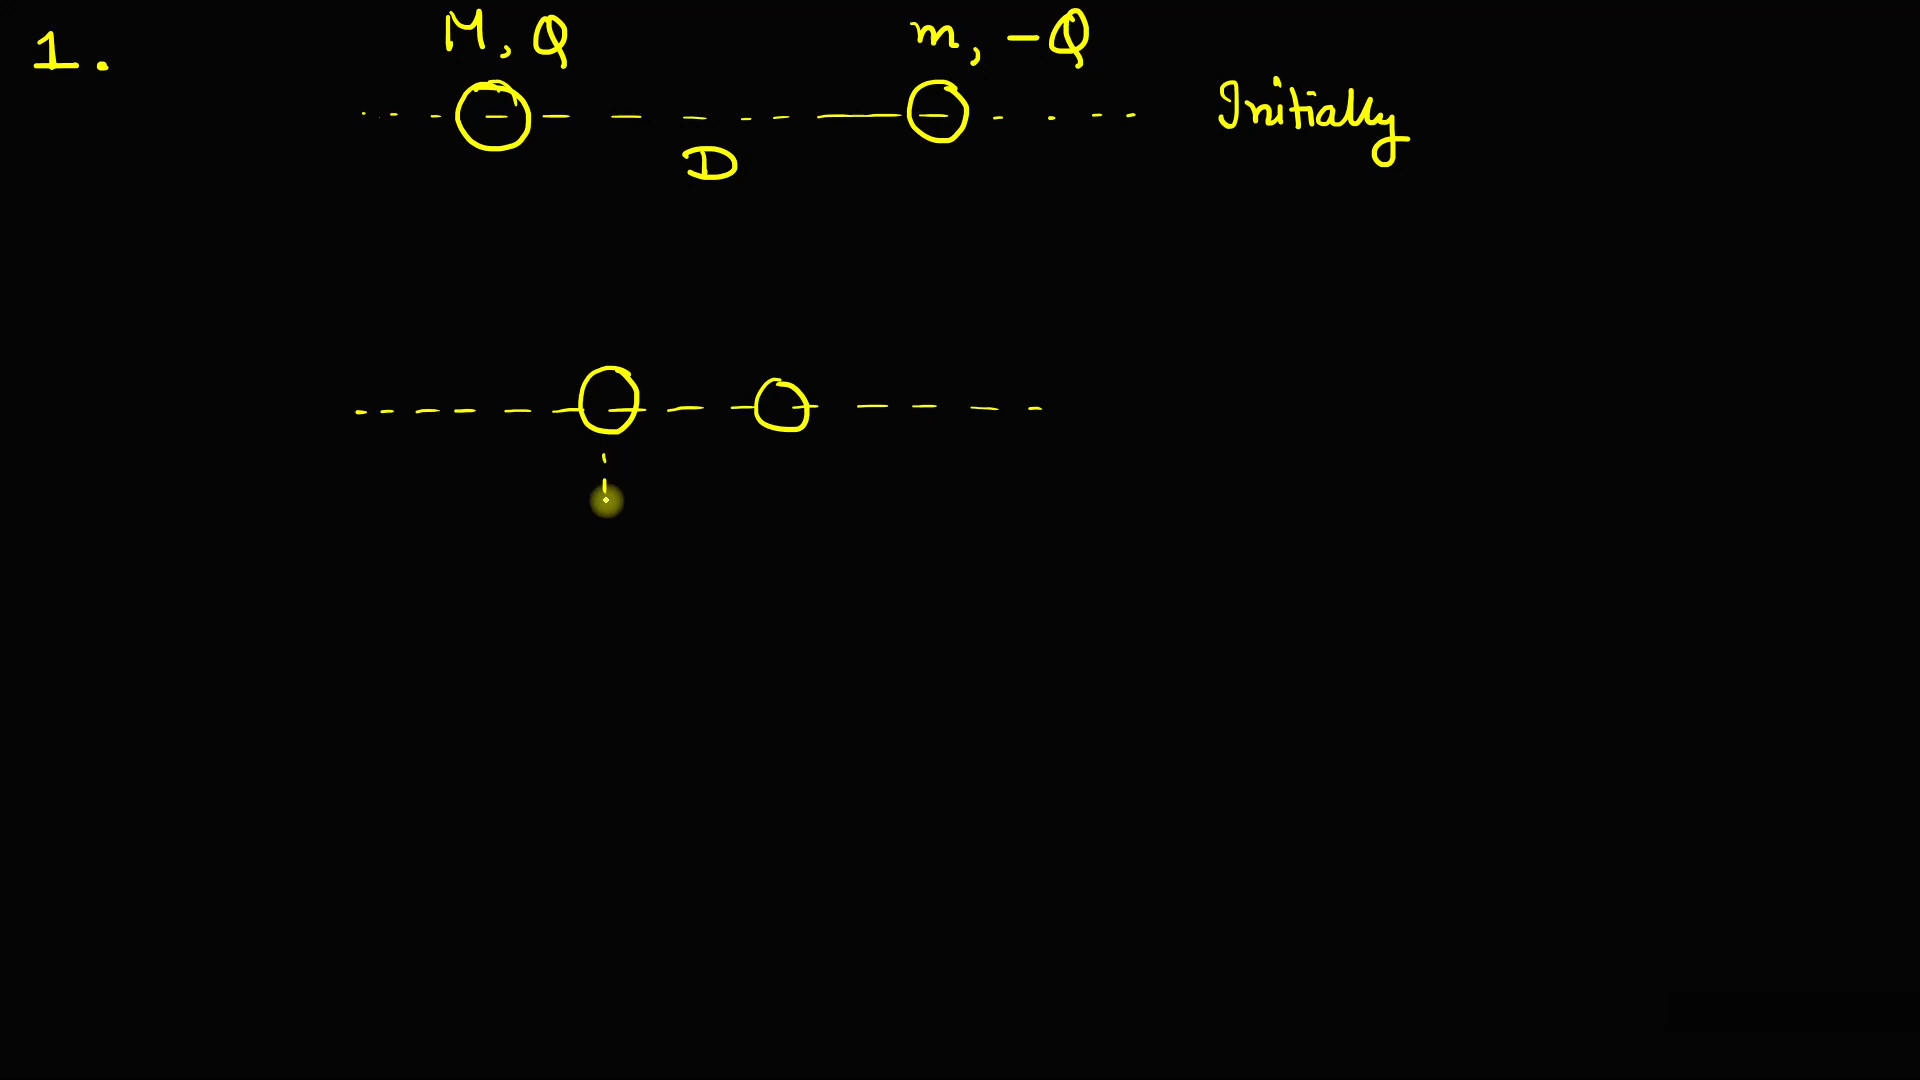 1.
M, Q
m, -Q
Initially
D